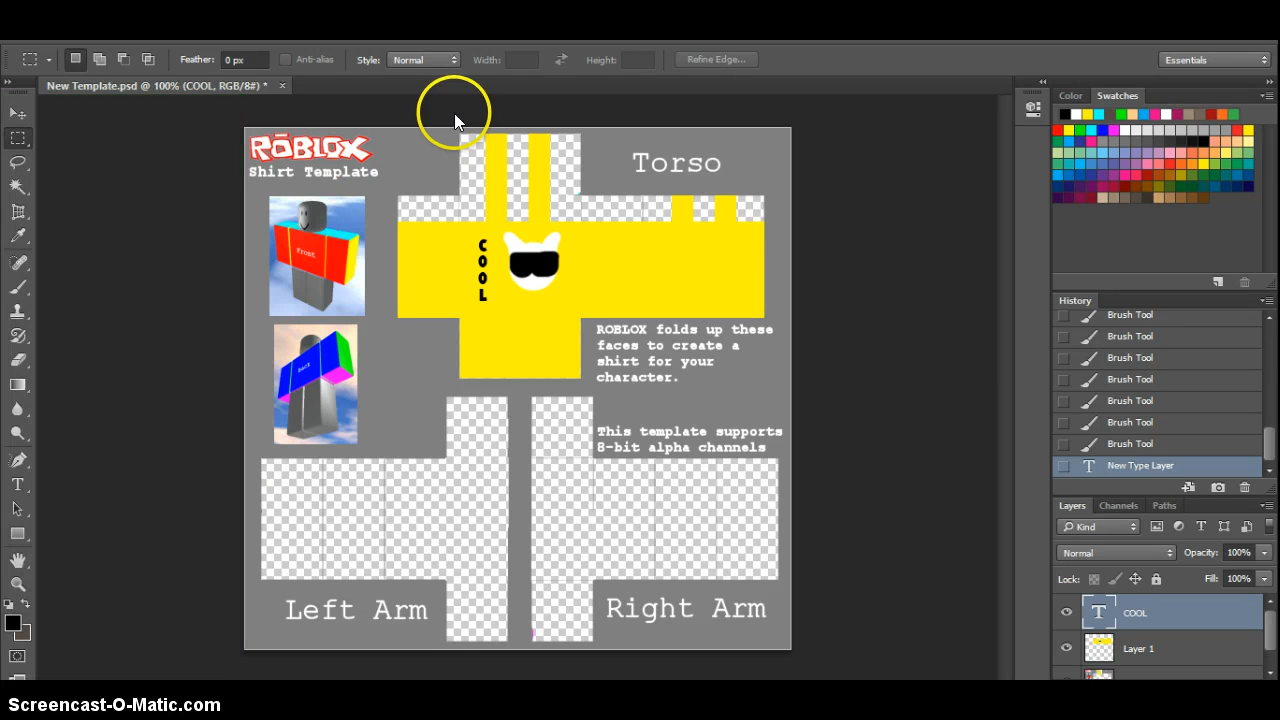 Feather: 0 px Anti-alias Style: Normal Width: Height: Refine Edge... Essentials
New Template.psd @ 100% (COOL, RGB/8#) * ×
Color Swatches
ROBLOX
Shirt Template
Torso
Front
Back
C
O
O
L
ROBLOX folds up these
faces to create a
shirt for your
character.
This template supports
8-bit alpha channels
Left Arm
Right Arm
History
Brush Tool
Brush Tool
Brush Tool
Brush Tool
Brush Tool
Brush Tool
Brush Tool
T New Type Layer
Layers Channels Paths
Kind
Normal Opacity: 100%
Lock: Fill: 100%
T COOL
Layer 1
Screencast-O-Matic.com